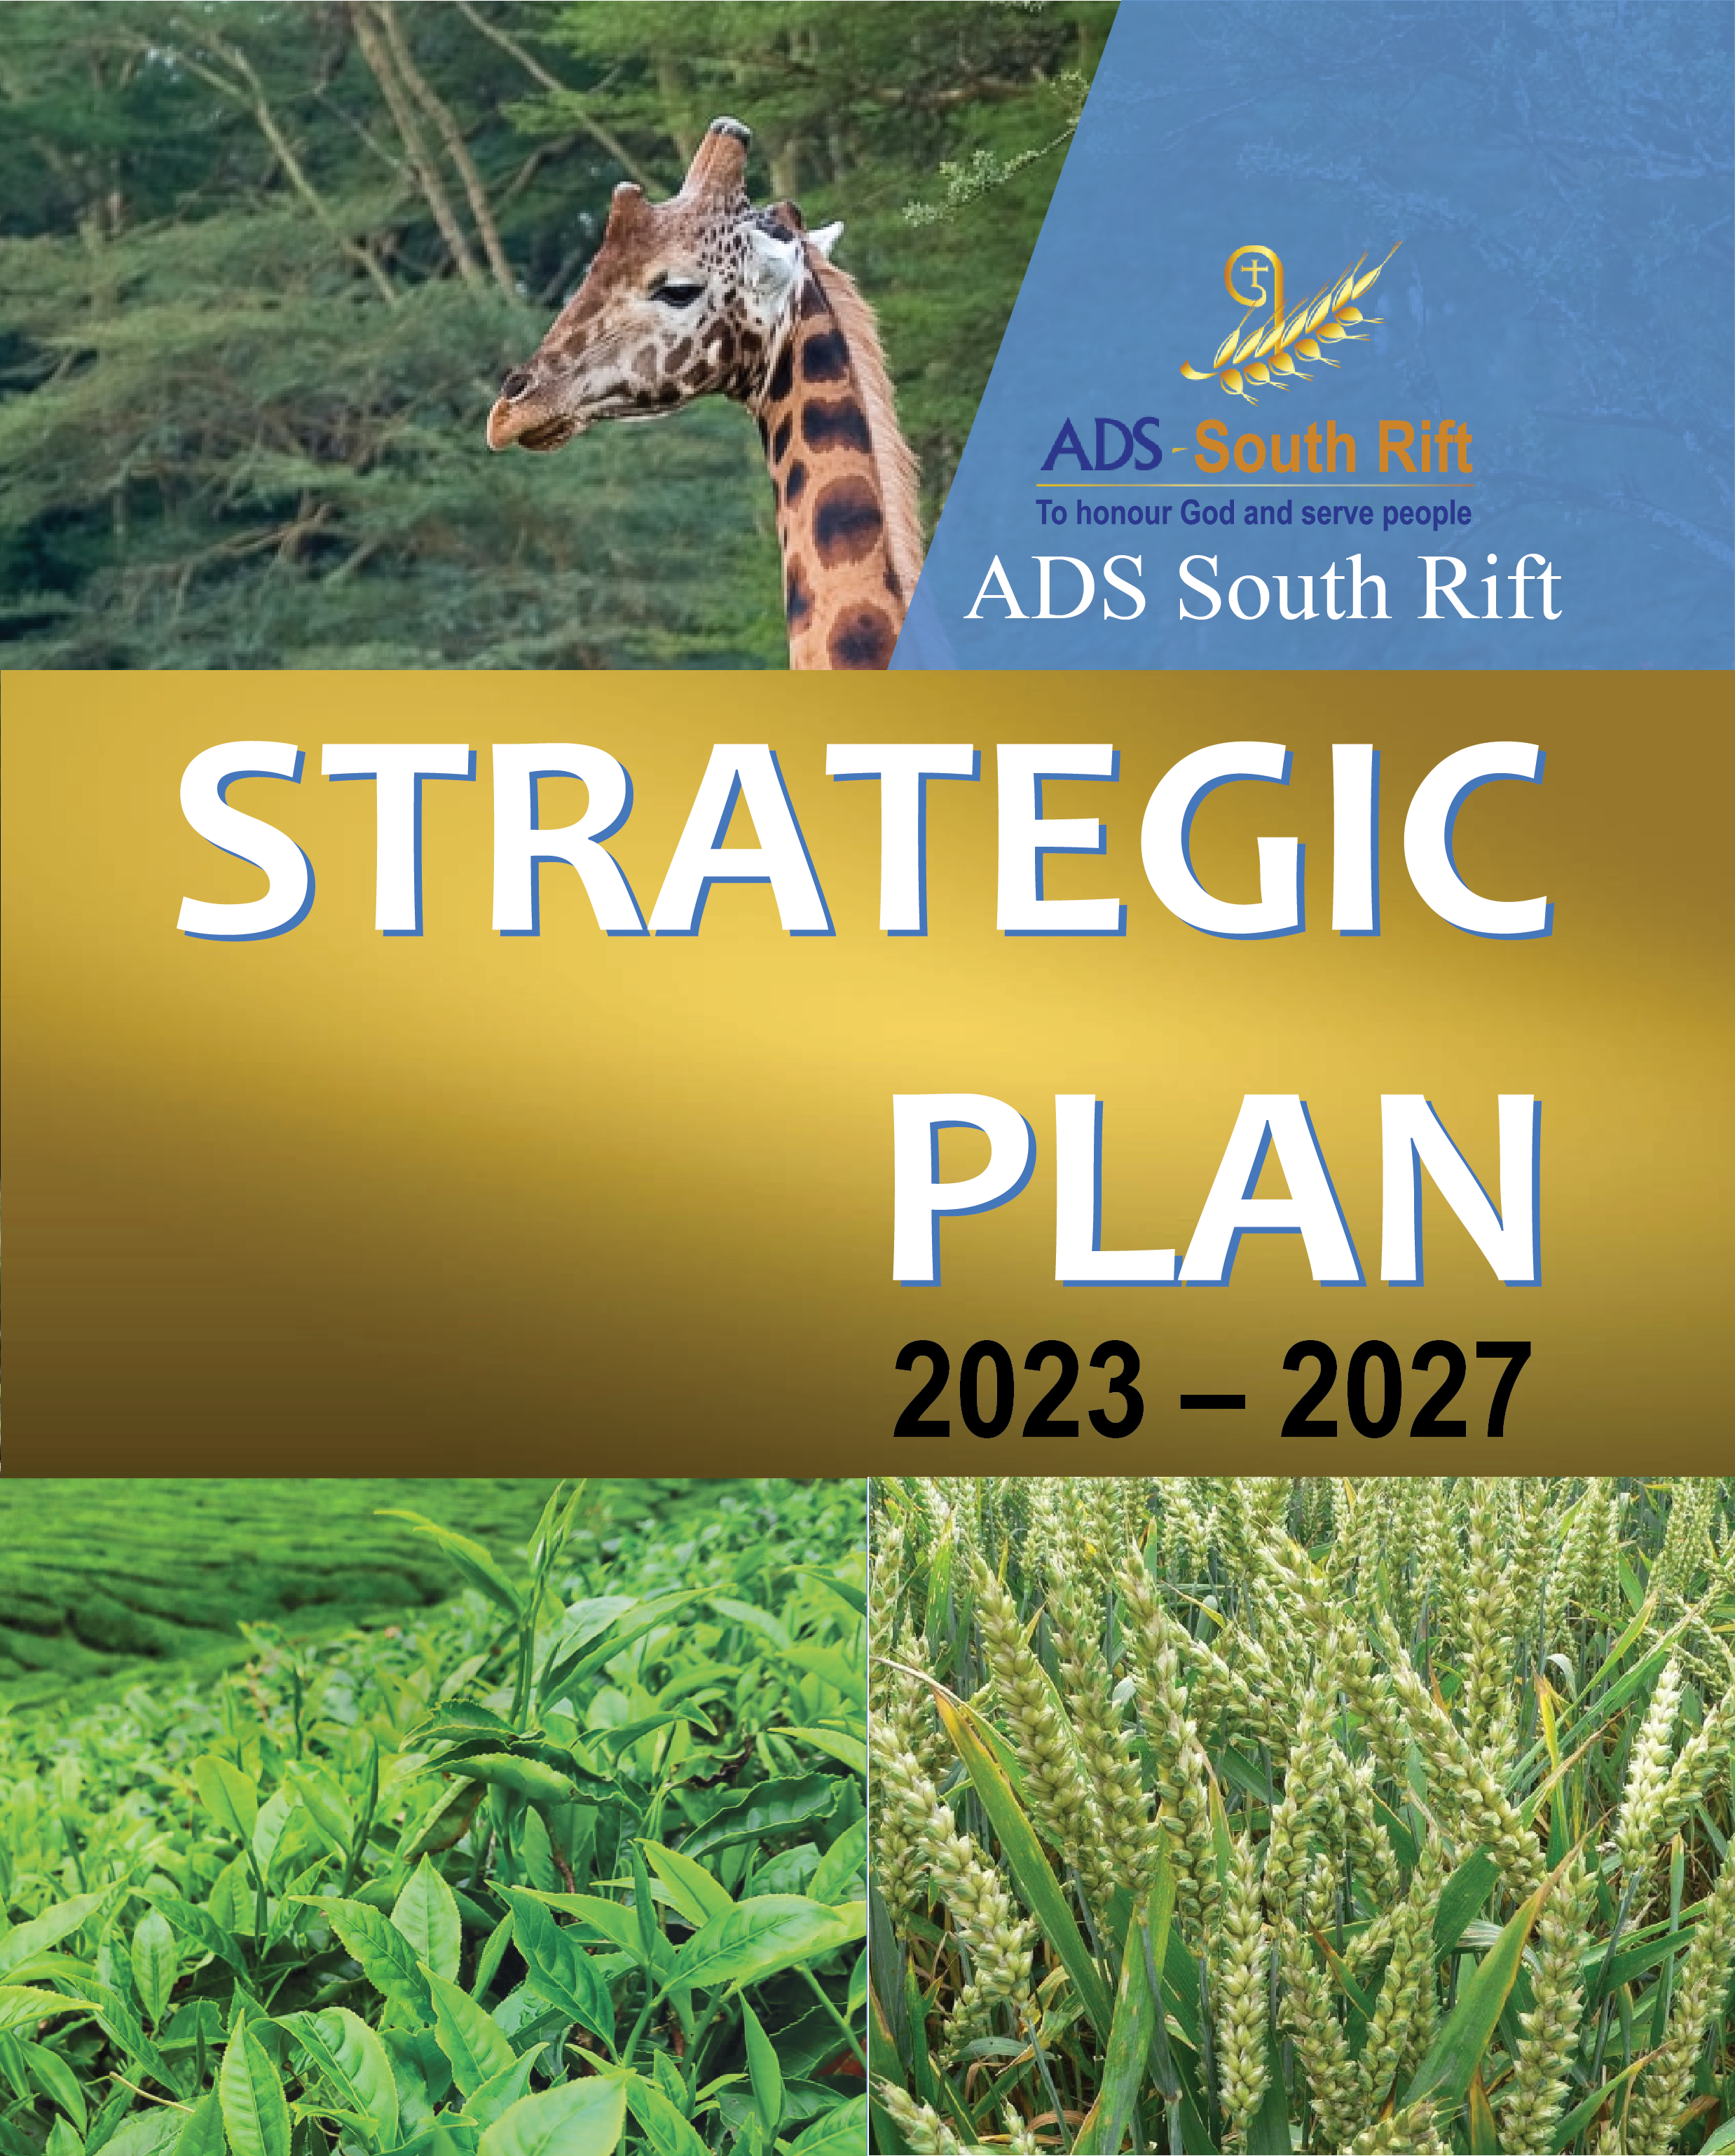 ADS - South Rift
To honour God and serve people
ADS South Rift
STRATEGIC
PLAN
2023 – 2027